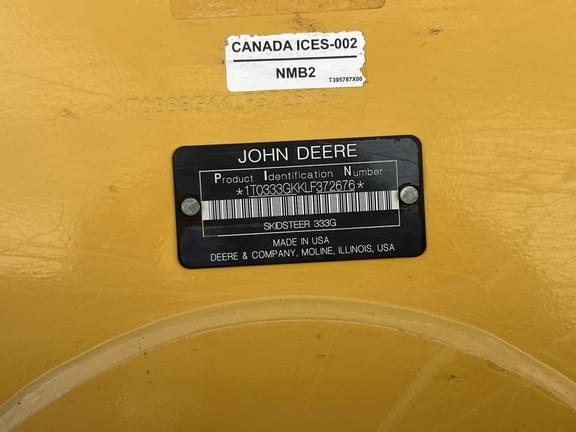 CANADA ICES-002
NMB2
T395787X00
JOHN DEERE
Product Identification Number
*1T0333GKKLF372676*
SKIDSTEER 333G
MADE IN USA
DEERE & COMPANY, MOLINE, ILLINOIS, USA